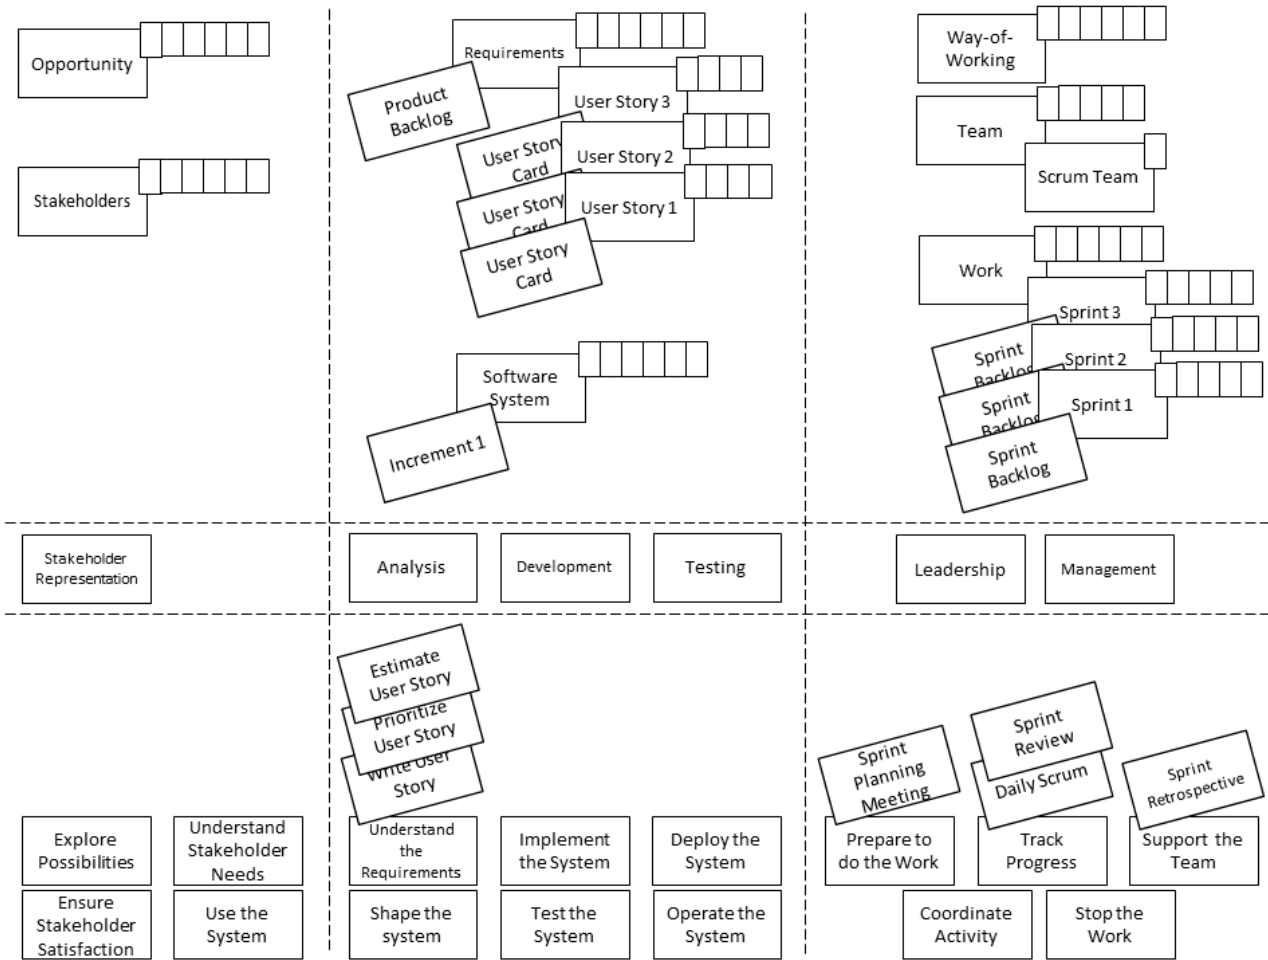 Opportunity
Stakeholders
Requirements
Product
Backlog
User Story 3
User Story
Card
User Story 2
User Story
Card
User Story 1
User Story
Card
Software
System
Increment 1
Way-of-
Working
Team
Scrum Team
Work
Sprint 3
Sprint
Backlog
Sprint 2
Sprint
Backlog
Sprint 1
Sprint
Backlog
Stakeholder
Representation
Analysis
Development
Testing
Leadership
Management
Estimate
User Story
Prioritize
User Story
Write User
Story
Sprint
Planning
Meeting
Sprint
Review
Daily Scrum
Sprint
Retrospective
Explore
Possibilities
Understand
Stakeholder
Needs
Understand
the
Requirements
Implement
the System
Deploy the
System
Prepare to
do the Work
Track
Progress
Support the
Team
Ensure
Stakeholder
Satisfaction
Use the
System
Shape the
system
Test the
System
Operate the
System
Coordinate
Activity
Stop the
Work